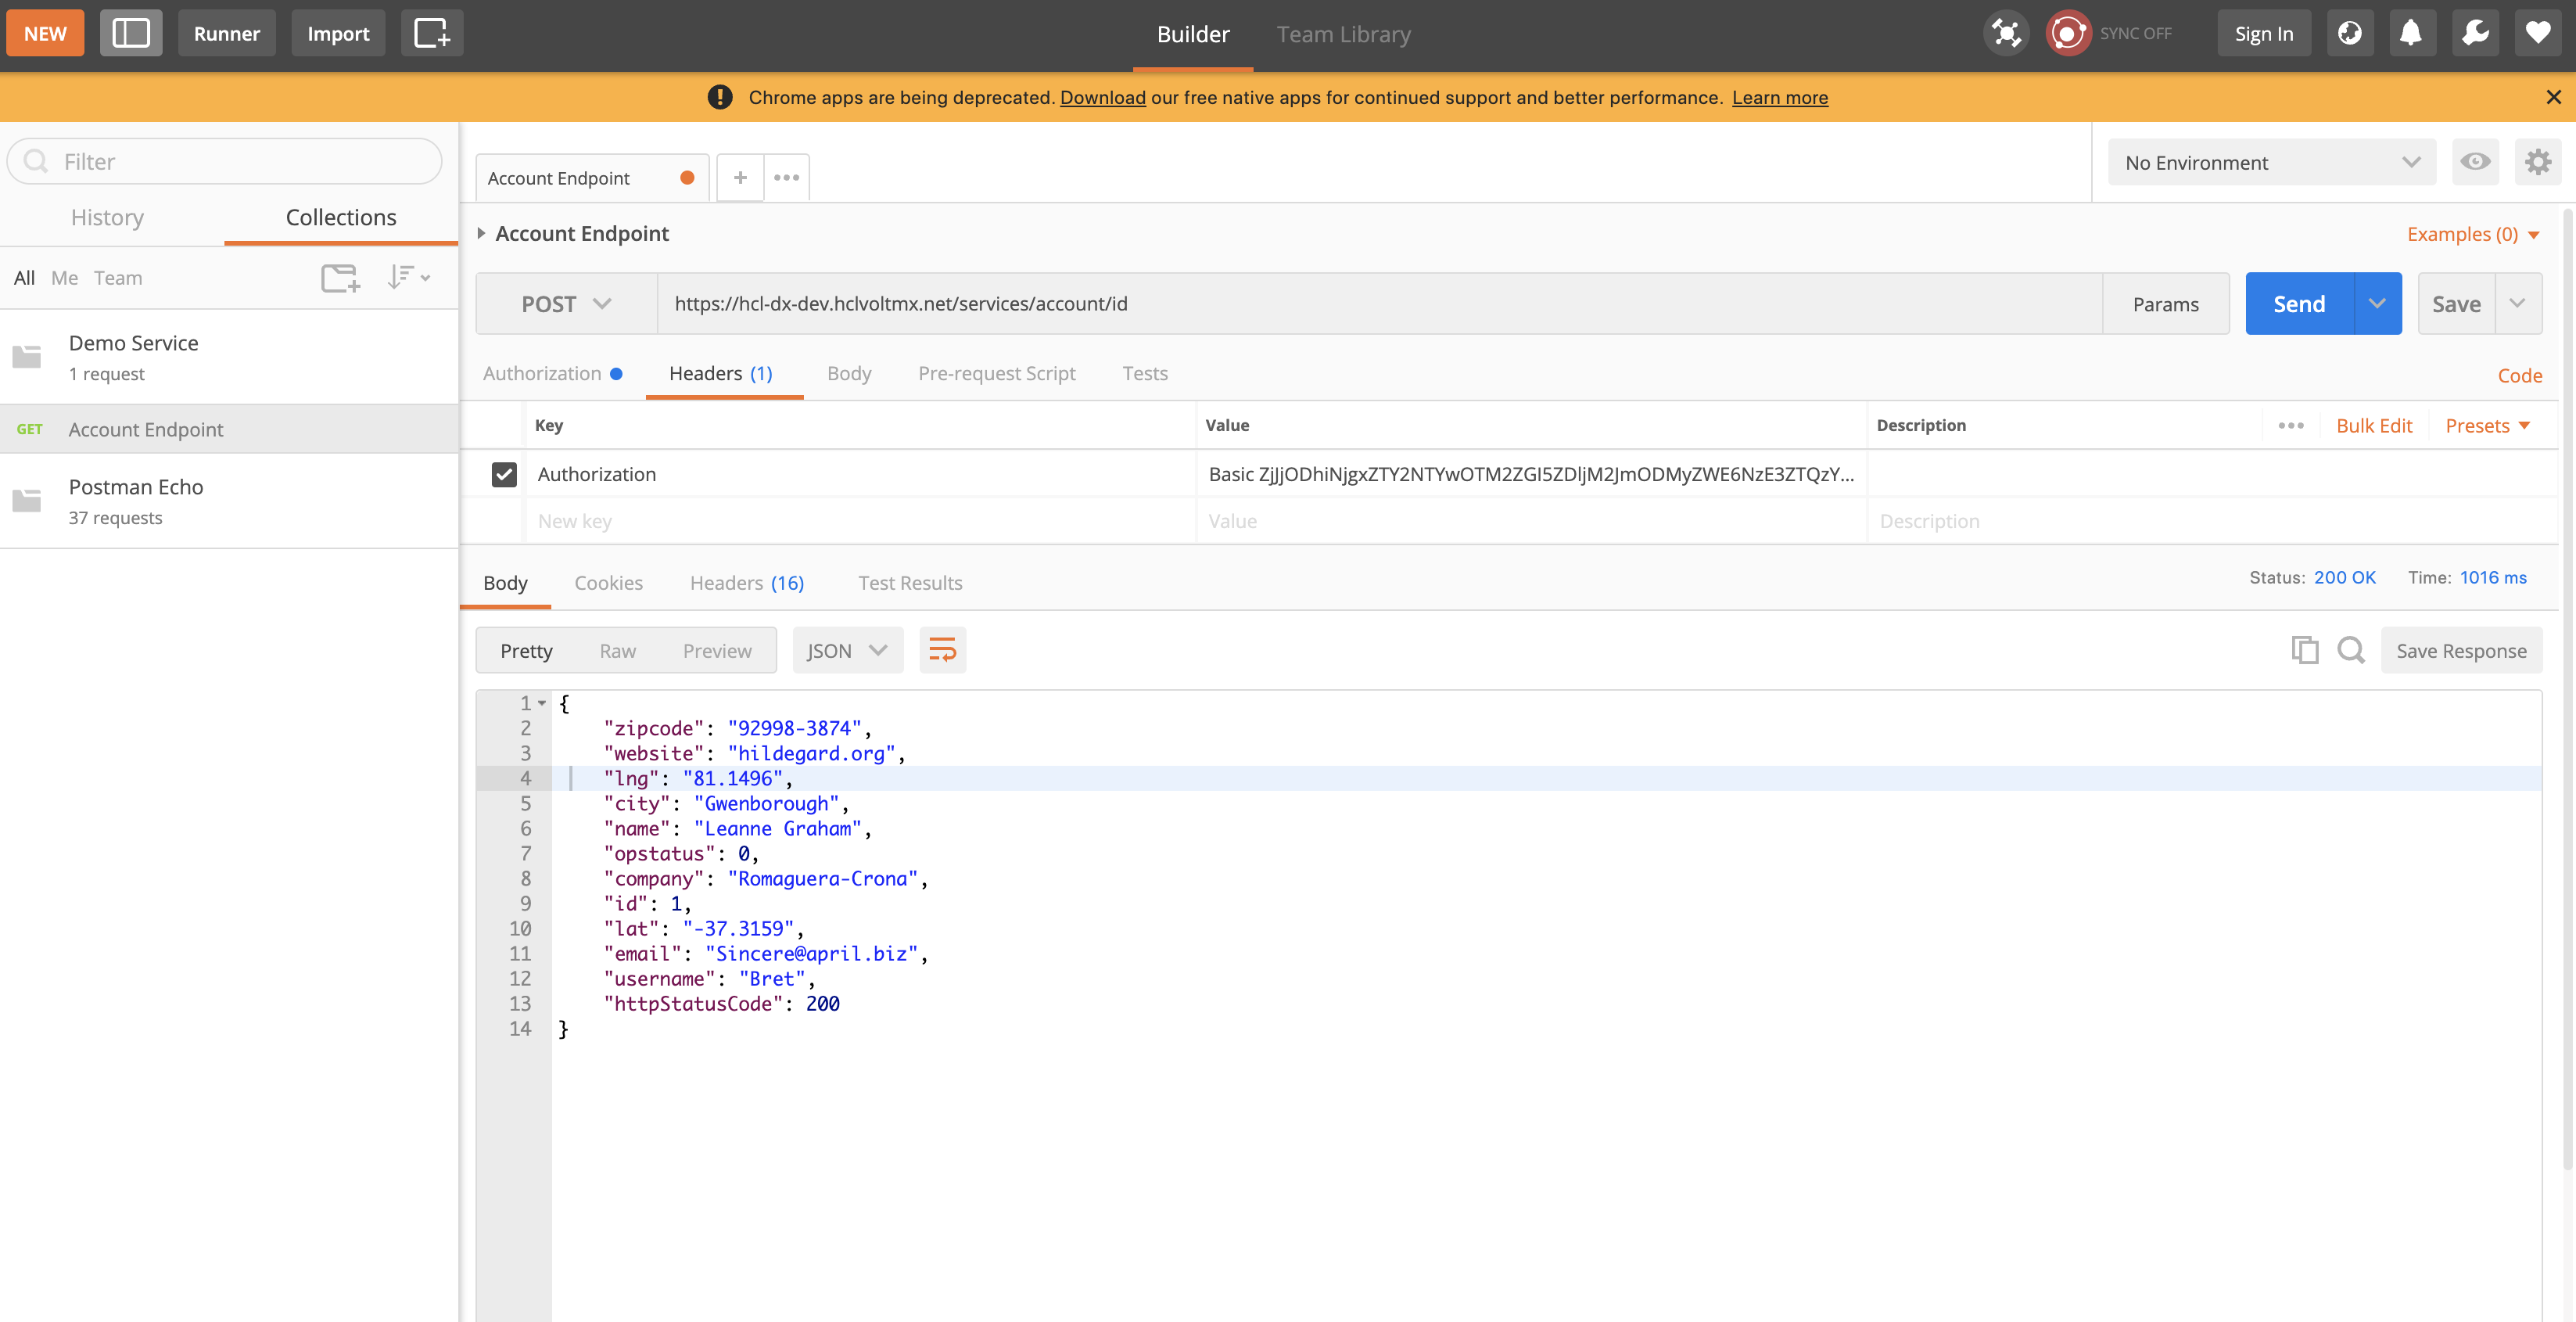 NEW Runner Import Builder Team Library SYNC OFF Sign In
Chrome apps are being deprecated. Download our free native apps for continued support and better performance. Learn more
Filter
History Collections
All Me Team
Demo Service
1 request
GET Account Endpoint
Postman Echo
37 requests
Account Endpoint + ••• No Environment
Account Endpoint Examples (0)
POST https://hcl-dx-dev.hclvoltmx.net/services/account/id Params Send Save
Authorization Headers (1) Body Pre-request Script Tests Code
Key Value Description ••• Bulk Edit Presets
Authorization Basic ZjJjODhiNjgxZTY2NTYwOTM2ZGI5ZDljM2JmODMyZWE6NzE3ZTQzY...
New key Value Description
Body Cookies Headers (16) Test Results Status: 200 OK Time: 1016 ms
Pretty Raw Preview JSON Save Response
1 {
2 "zipcode": "92998-3874",
3 "website": "hildegard.org",
4 "lng": "81.1496",
5 "city": "Gwenborough",
6 "name": "Leanne Graham",
7 "opstatus": 0,
8 "company": "Romaguera-Crona",
9 "id": 1,
10 "lat": "-37.3159",
11 "email": "Sincere@april.biz",
12 "username": "Bret",
13 "httpStatusCode": 200
14 }